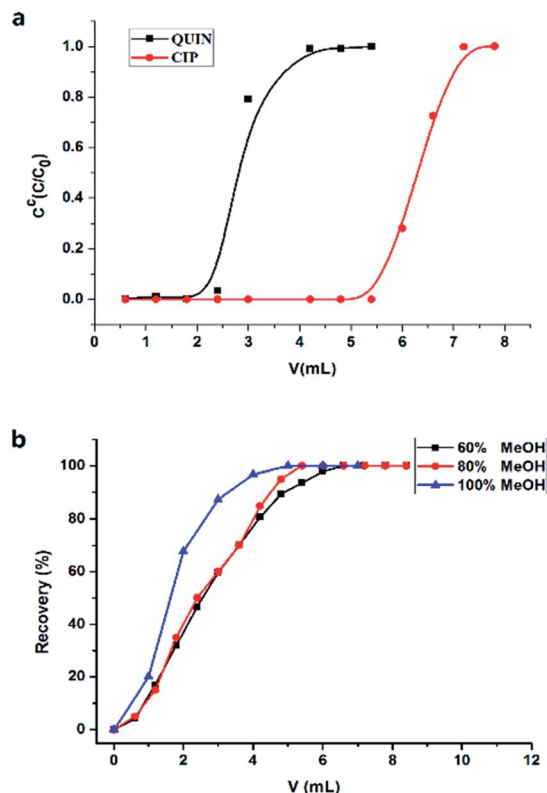 a
QUIN
CIP
1.0
0.8
0.6
0.4
0.2
0.0
C^c(C/C₀)
0 1 2 3 4 5 6 7 8
V(mL)
b
60% MeOH
80% MeOH
100% MeOH
100
80
60
40
20
0
Recovery (%)
0 2 4 6 8 10 12
V (mL)